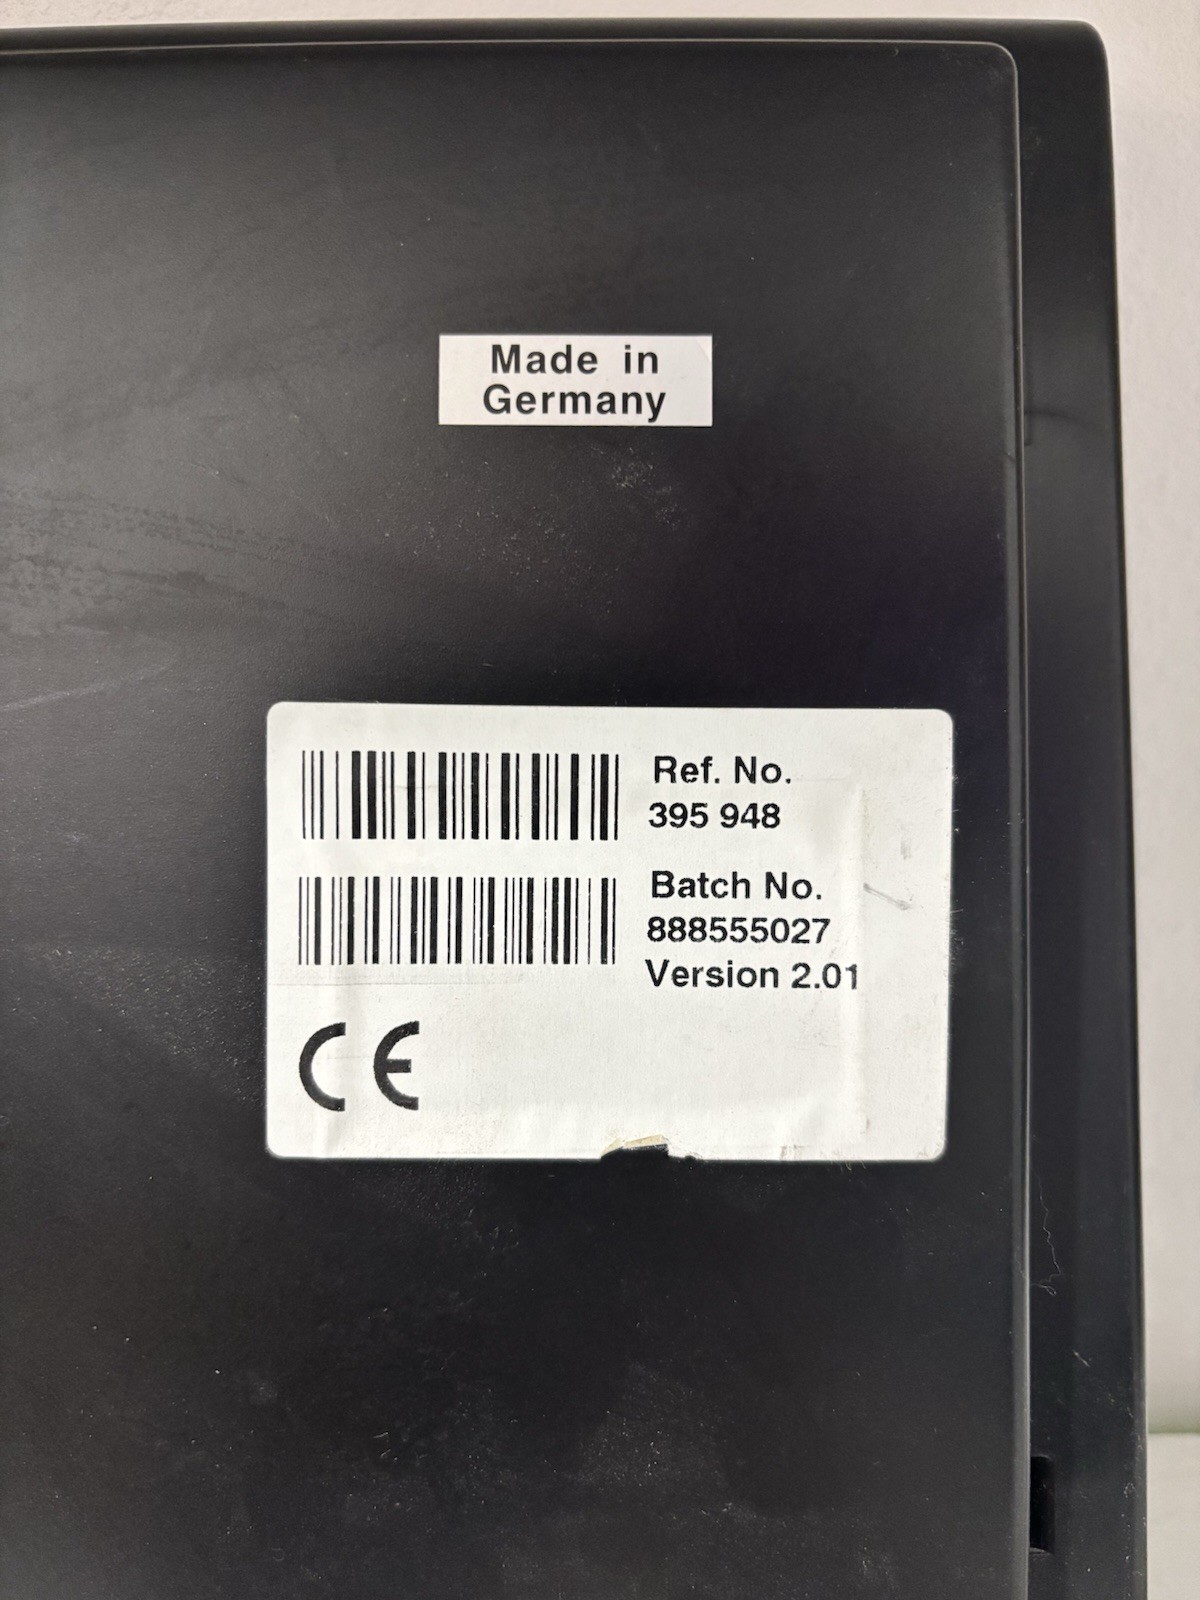 Made in
Germany
Ref. No.
395 948
Batch No.
888555027
Version 2.01
CE